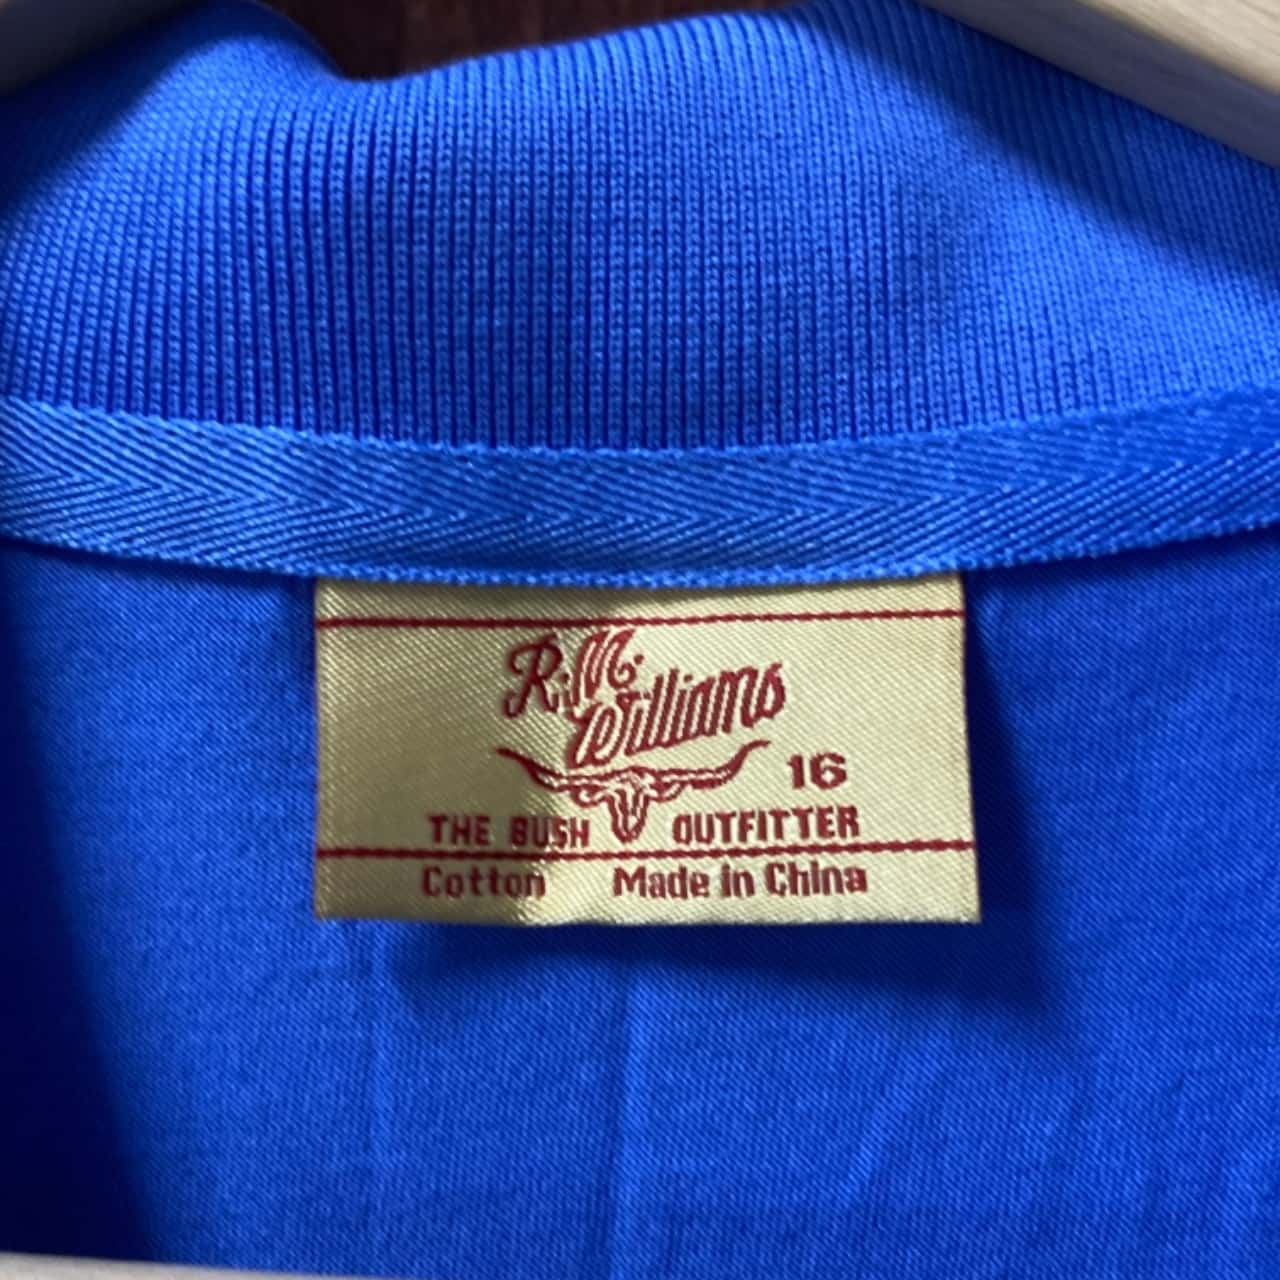 R.M.
Williams
16
THE BUSH OUTFITTER
Cotton Made in China